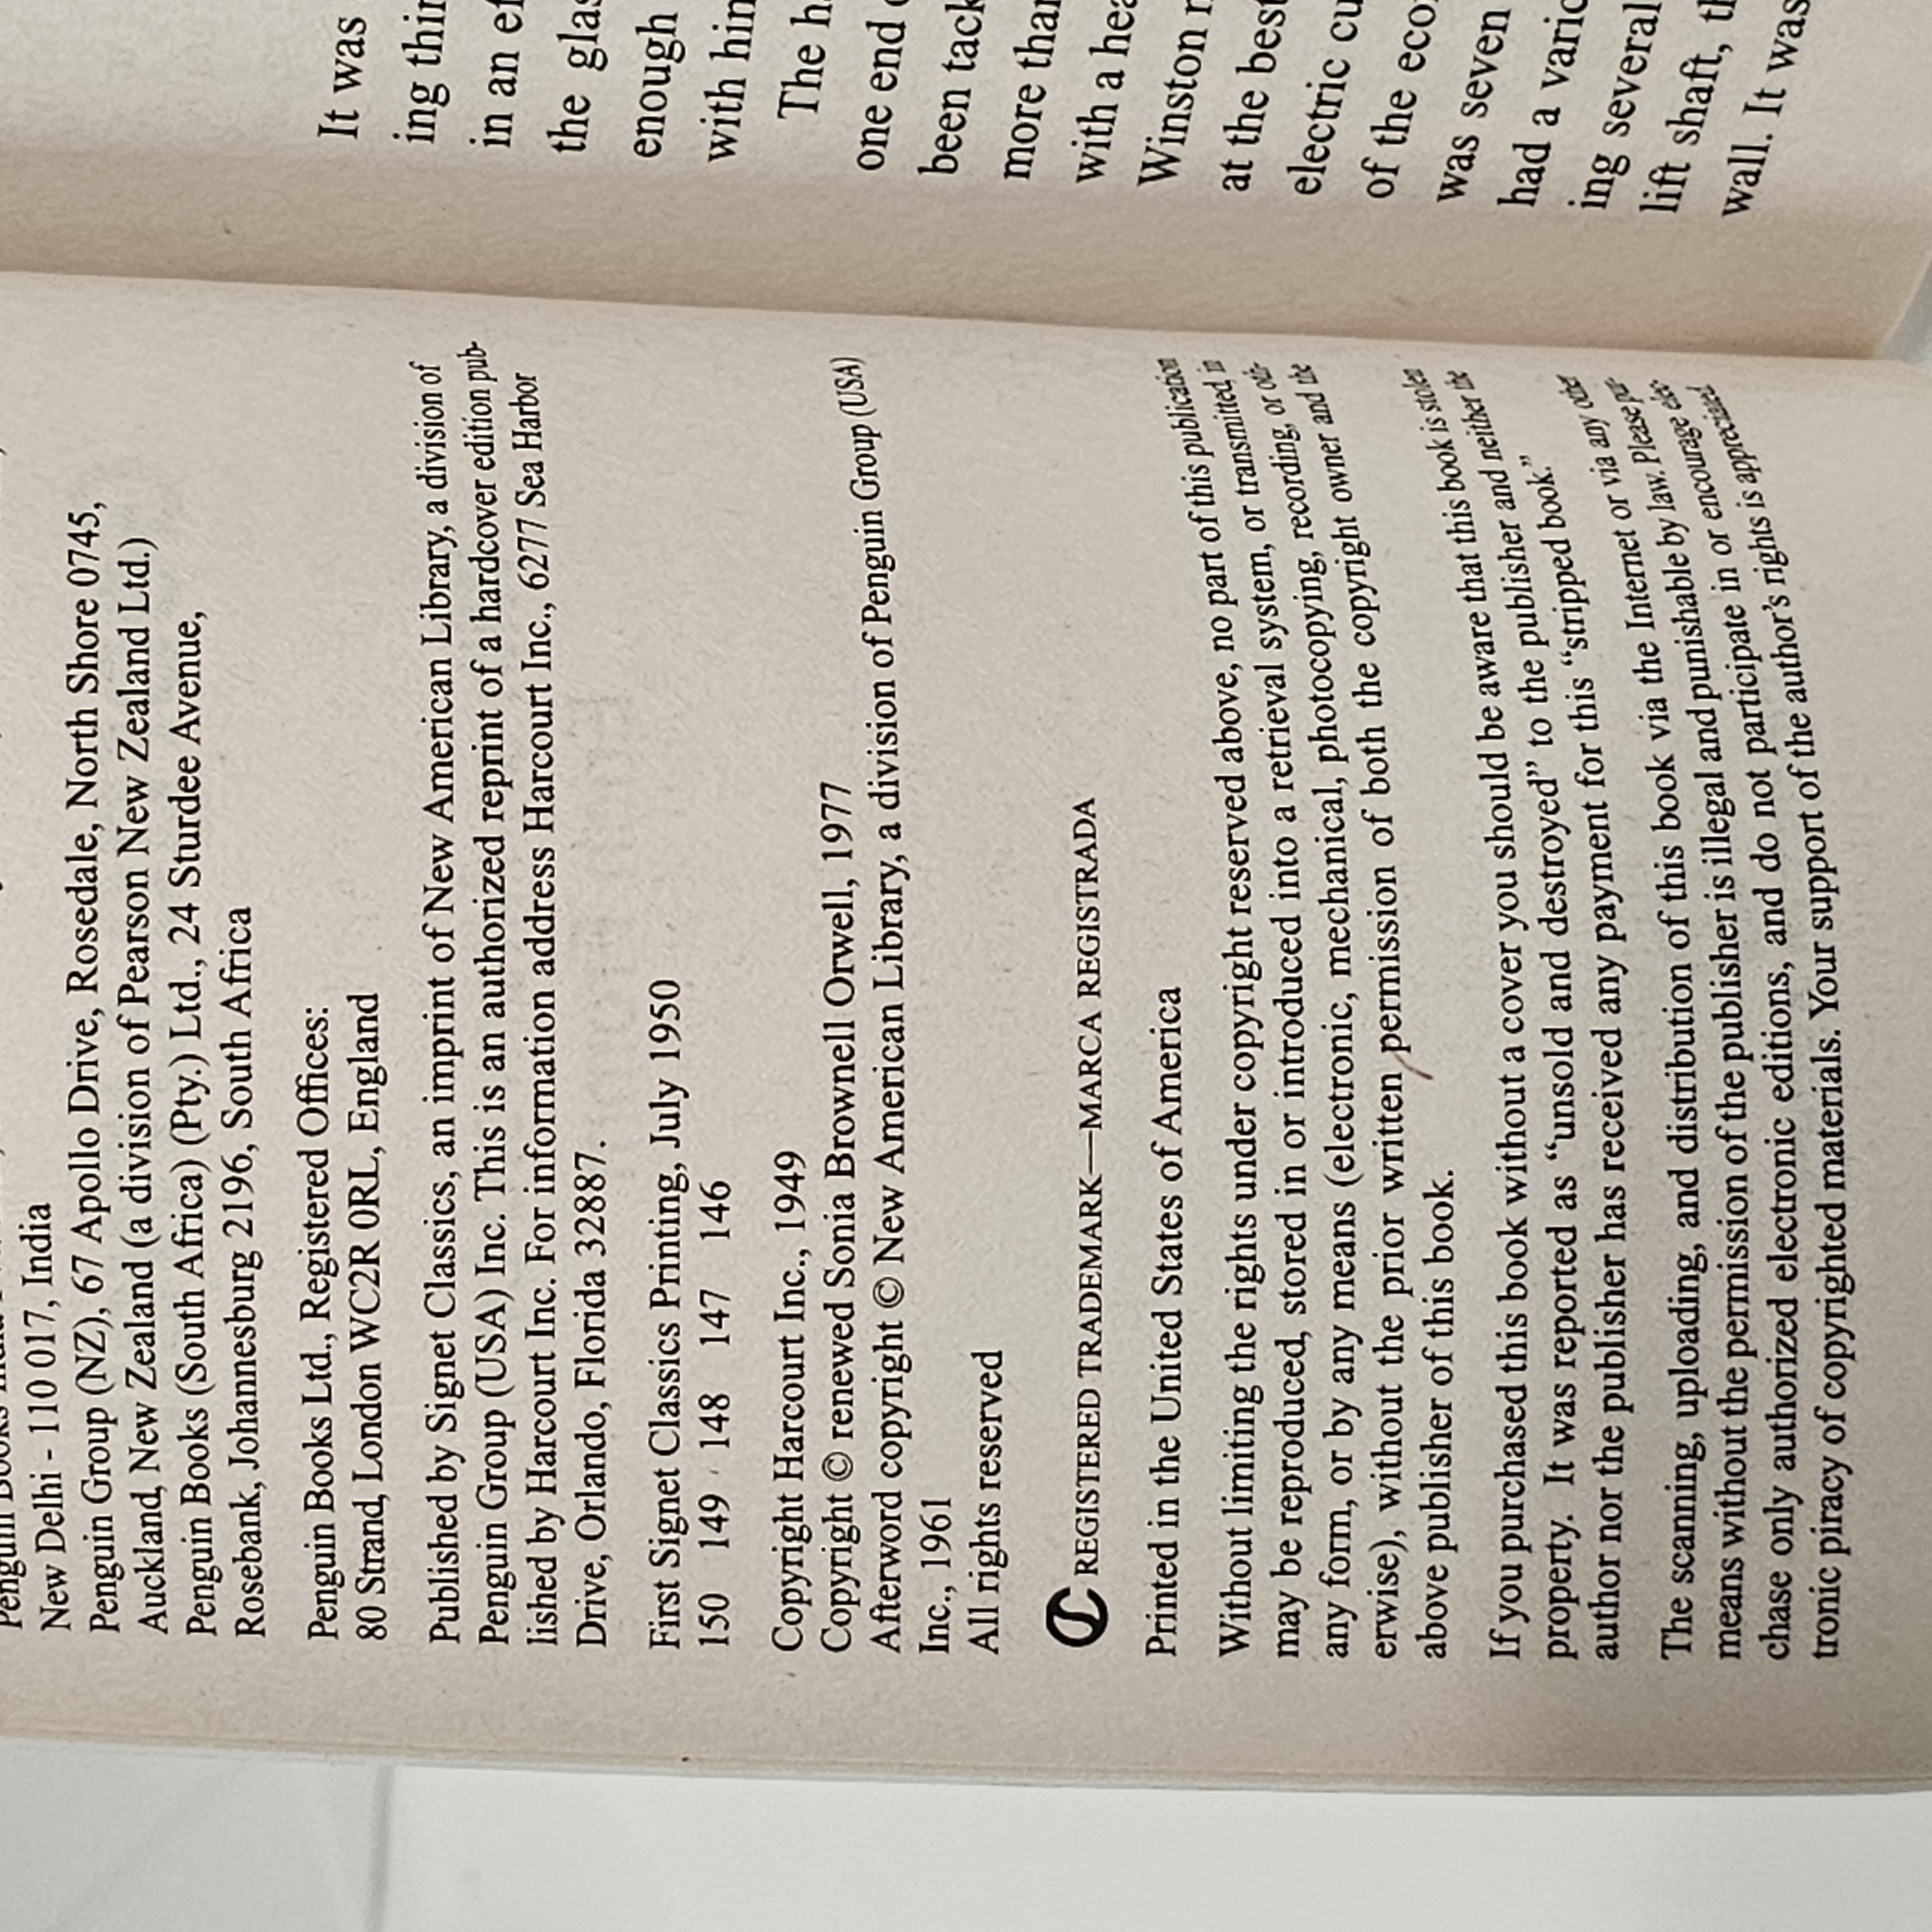 Penguin Books India
New Delhi - 110 017, India
Penguin Group (NZ), 67 Apollo Drive, Rosedale, North Shore 0745,
Auckland, New Zealand (a division of Pearson New Zealand Ltd.)
Penguin Books (South Africa) (Pty.) Ltd., 24 Sturdee Avenue,
Rosebank, Johannesburg 2196, South Africa
Penguin Books Ltd., Registered Offices:
80 Strand, London WC2R 0RL, England
Published by Signet Classics, an imprint of New American Library, a division of
Penguin Group (USA) Inc. This is an authorized reprint of a hardcover edition pub-
lished by Harcourt Inc. For information address Harcourt Inc., 6277 Sea Harbor
Drive, Orlando, Florida 32887.
First Signet Classics Printing, July 1950
150 149 148 147 146
Copyright Harcourt Inc., 1949
Copyright © renewed Sonia Brownell Orwell, 1977
Afterword copyright © New American Library, a division of Penguin Group (USA)
Inc., 1961
All rights reserved
REGISTERED TRADEMARK—MARCA REGISTRADA
Printed in the United States of America
Without limiting the rights under copyright reserved above, no part of this publication
may be reproduced, stored in or introduced into a retrieval system, or transmitted, in
any form, or by any means (electronic, mechanical, photocopying, recording, or oth-
erwise), without the prior written permission of both the copyright owner and the
above publisher of this book.
If you purchased this book without a cover you should be aware that this book is stolen
property. It was reported as “unsold and destroyed” to the publisher and neither the
author nor the publisher has received any payment for this “stripped book.”
The scanning, uploading, and distribution of this book via the Internet or via any other
means without the permission of the publisher is illegal and punishable by law. Please pur-
chase only authorized electronic editions, and do not participate in or encourage elec-
tronic piracy of copyrighted materials. Your support of the author’s rights is appreciated.
It was
ing thin
in an ef
the glas
enough
with him
The ha
one end o
been tack
more than
with a hea
Winston
at the best
electric cu
of the eco
was seven
had a varic
ing several
lift shaft, th
wall. It was